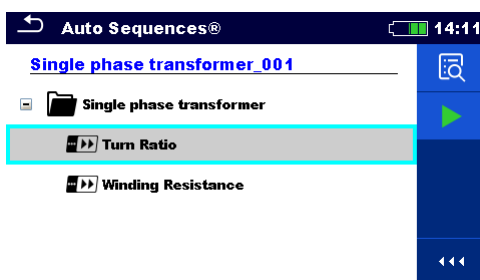 Auto Sequences® 14:11
Single phase transformer_001
Single phase transformer
Turn Ratio
Winding Resistance